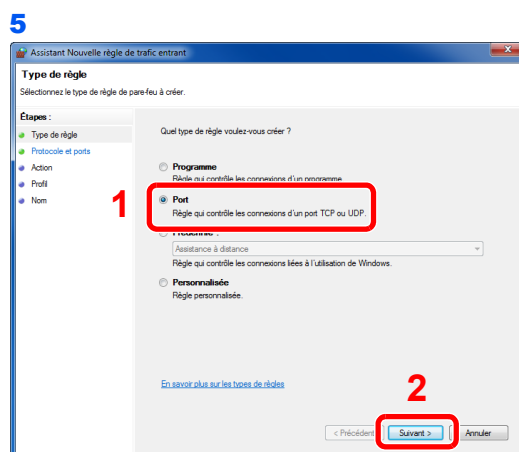 5
Assistant Nouvelle règle de trafic entrant
Type de règle
Sélectionnez le type de règle de pare-feu à créer.
Étapes :
Type de règle
Protocole et ports
Action
Profil
Nom
Quel type de règle voulez-vous créer ?
Programme
Règle qui contrôle les connexions d'un programme.
1
Port
Règle qui contrôle les connexions d'un port TCP ou UDP.
Prédéfinie :
Assistance à distance
Règle qui contrôle les connexions liées à l'utilisation de Windows.
Personnalisée
Règle personnalisée.
En savoir plus sur les types de règles
2
< Précédent
Suivant >
Annuler